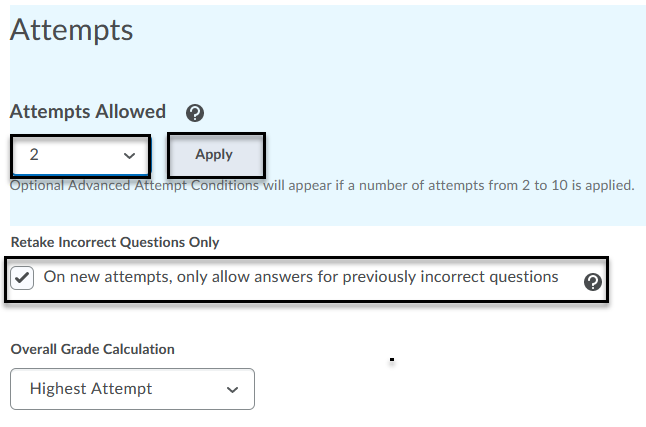 Attempts
Attempts Allowed
2
Apply
Optional Advanced Attempt Conditions will appear if a number of attempts from 2 to 10 is applied.
Retake Incorrect Questions Only
On new attempts, only allow answers for previously incorrect questions
Overall Grade Calculation
Highest Attempt